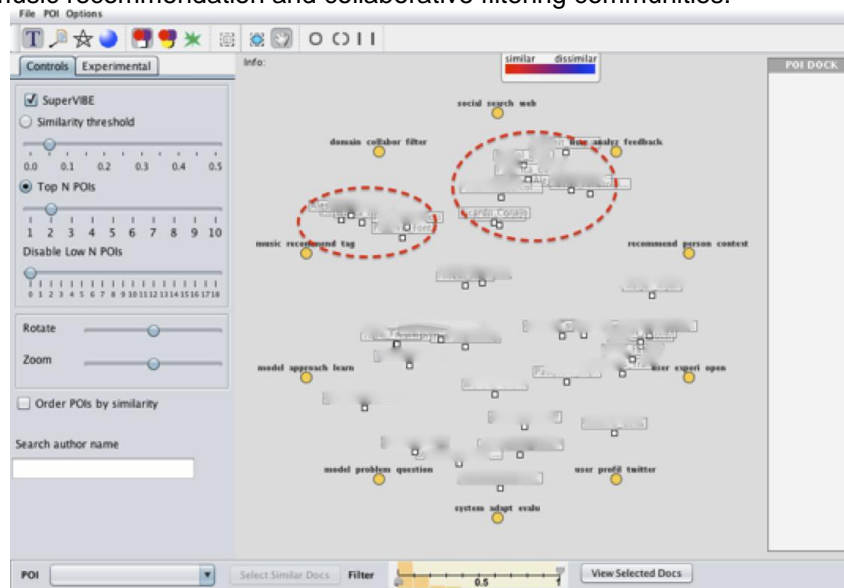 music recommendation and collaborative filtering communities.
File POI Options
T
Controls Experimental
Info:
similar dissimilar
POI DOCK
SuperVIBE
Similarity threshold
0.0 0.1 0.2 0.3 0.4 0.5
Top N POIs
1 2 3 4 5 6 7 8 9 10
Disable Low N POIs
0 1 2 3 4 5 6 7 8 9 10 11 12 13 14 15 16 17 18
Rotate
Zoom
Order POIs by similarity
Search author name
social search web
domain collabor filter
analyz feedback
Ricardo Conejo
Font
music recommend tag
recommend person context
model approach learn
user experi open
model problem question
user profil twitter
system adapt evalu
POI
Select Similar Docs
Filter
0.5
1
View Selected Docs